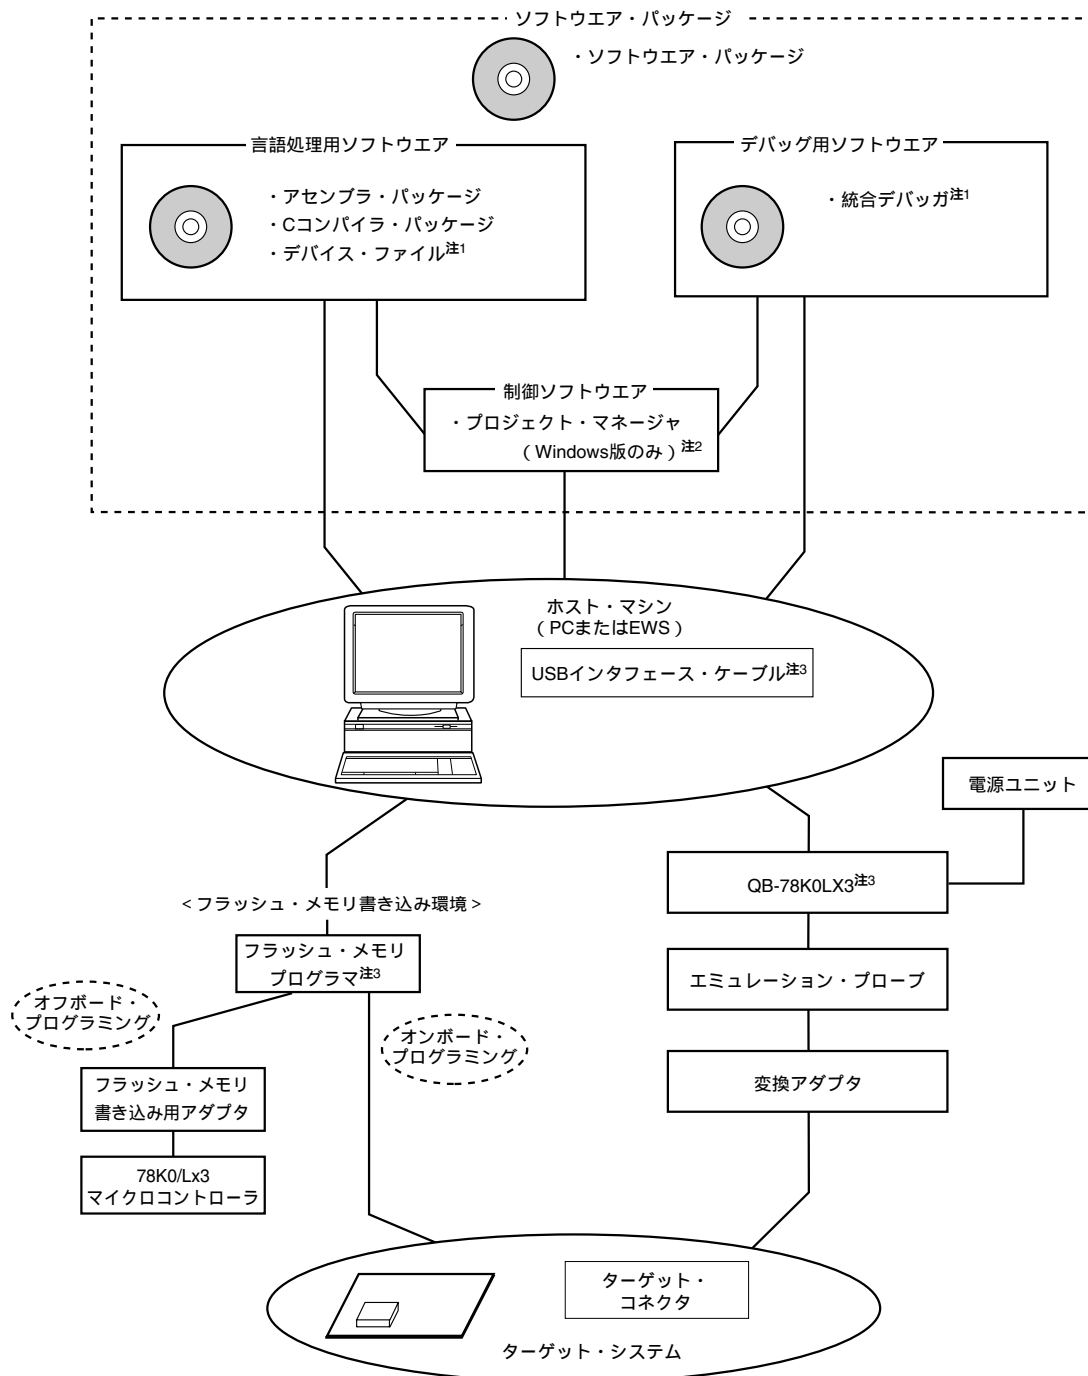 ソフトウエア・パッケージ
・ソフトウエア・パッケージ
言語処理用ソフトウエア
・アセンブラ・パッケージ
・Cコンパイラ・パッケージ
・デバイス・ファイル注1
デバッグ用ソフトウエア
・統合デバッガ注1
制御ソフトウエア
・プロジェクト・マネージャ
（Windows版のみ）注2
ホスト・マシン
（PCまたはEWS）
USBインタフェース・ケーブル注3
電源ユニット
QB-78K0LX3注3
<フラッシュ・メモリ書き込み環境>
フラッシュ・メモリ
プログラマ注3
エミュレーション・プローブ
オフボード・
プログラミング
オンボード・
プログラミング
フラッシュ・メモリ
書き込み用アダプタ
変換アダプタ
78K0/Lx3
マイクロコントローラ
ターゲット・
コネクタ
ターゲット・システム